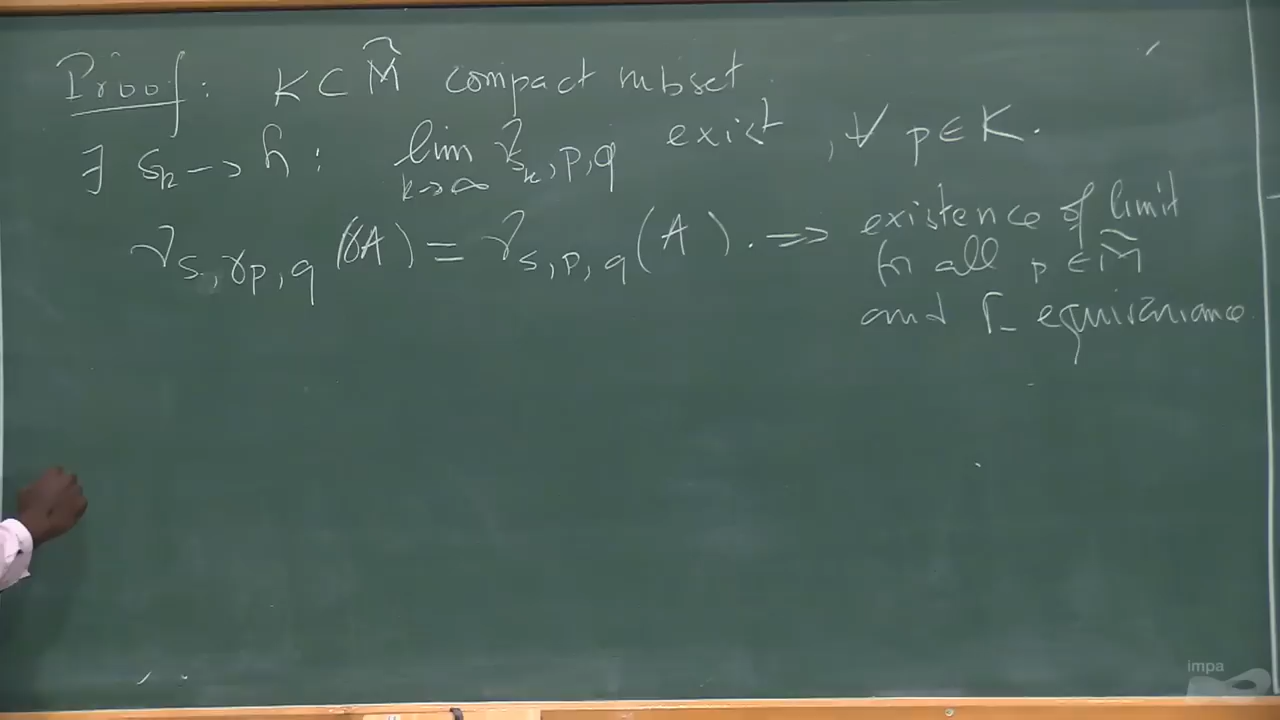 Proof: K ⊂ M̃ compact subset.
∃ s_k → h : lim_{k→∞} ν_{s_k,p,q} exist, ∀ p ∈ K.
ν_{s,γp,q}(γA) = ν_{s,p,q}(A). ⇒ existence of limit
for all p ∈ M̃
and Γ_ equivariance.
impa